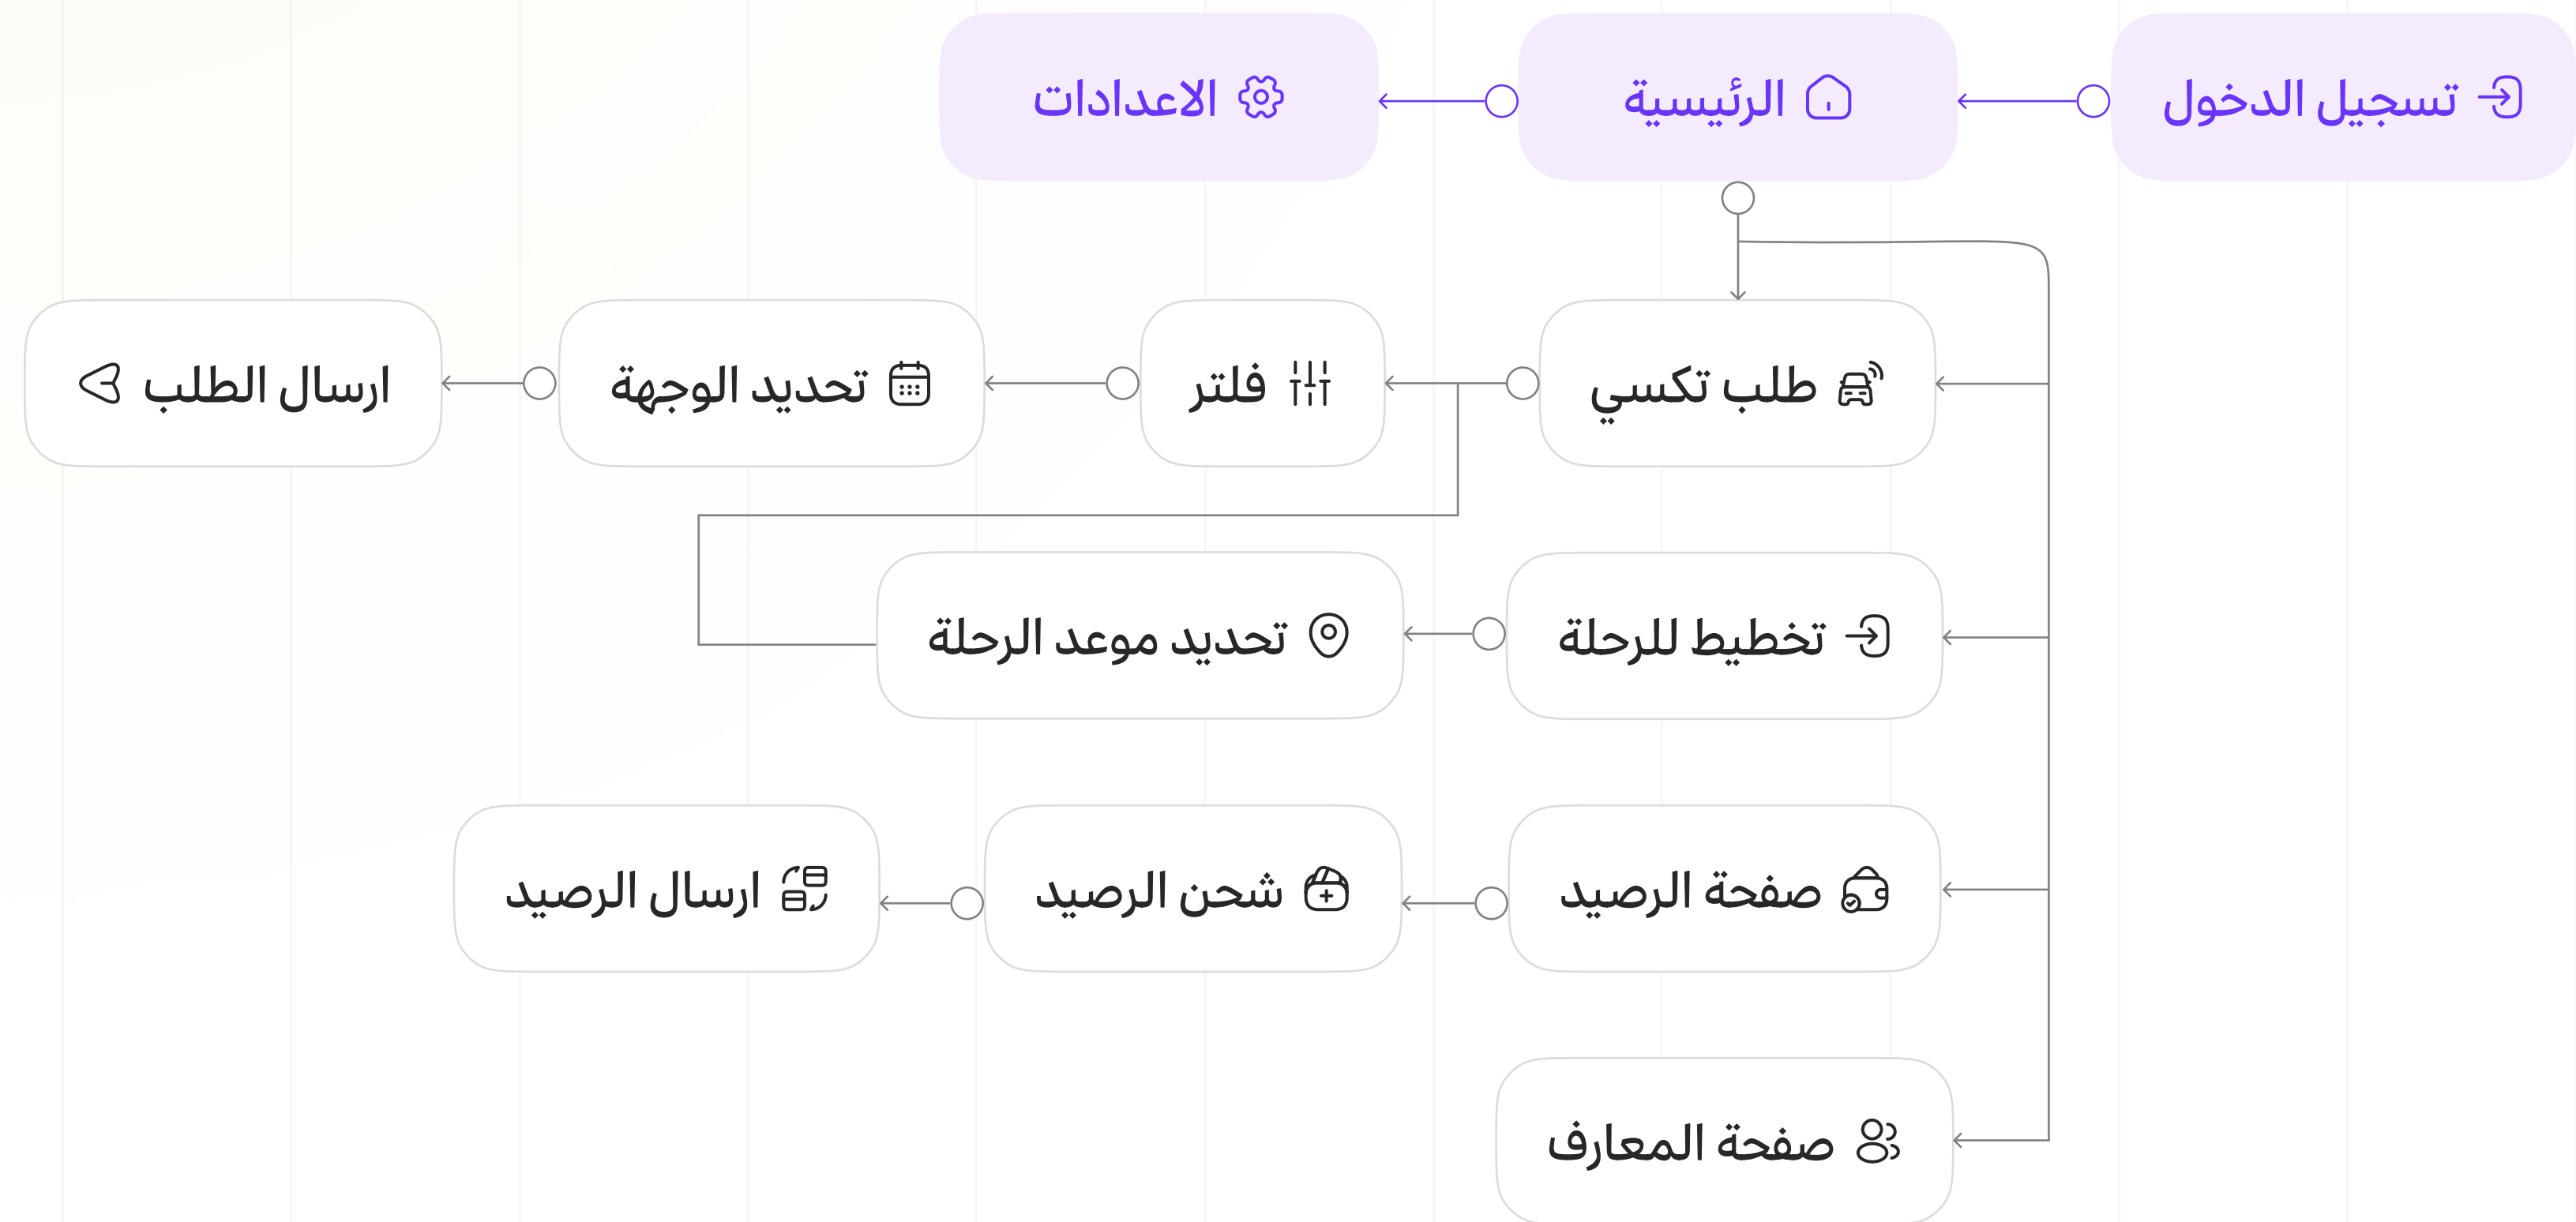 تسجيل الدخول
الرئيسية
الاعدادات
طلب تكسي
فلتر
تحديد الوجهة
ارسال الطلب
تخطيط للرحلة
تحديد موعد الرحلة
صفحة الرصيد
شحن الرصيد
ارسال الرصيد
صفحة المعارف